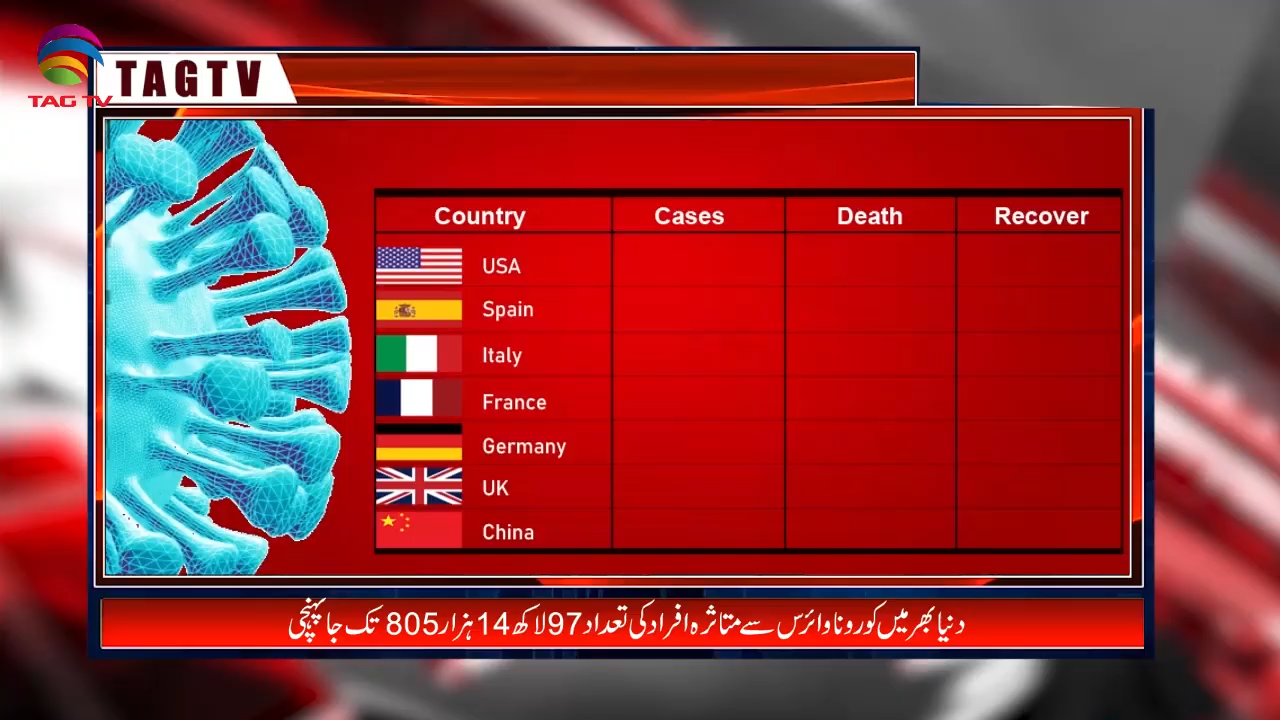 TAG TV
TAGTV
Country Cases Death Recover
USA
Spain
Italy
France
Germany
UK
China
دنیا بھر میں کورونا وائرس سے متاثرہ افراد کی تعداد 97 لاکھ 14 ہزار 805 تک جا پہنچی